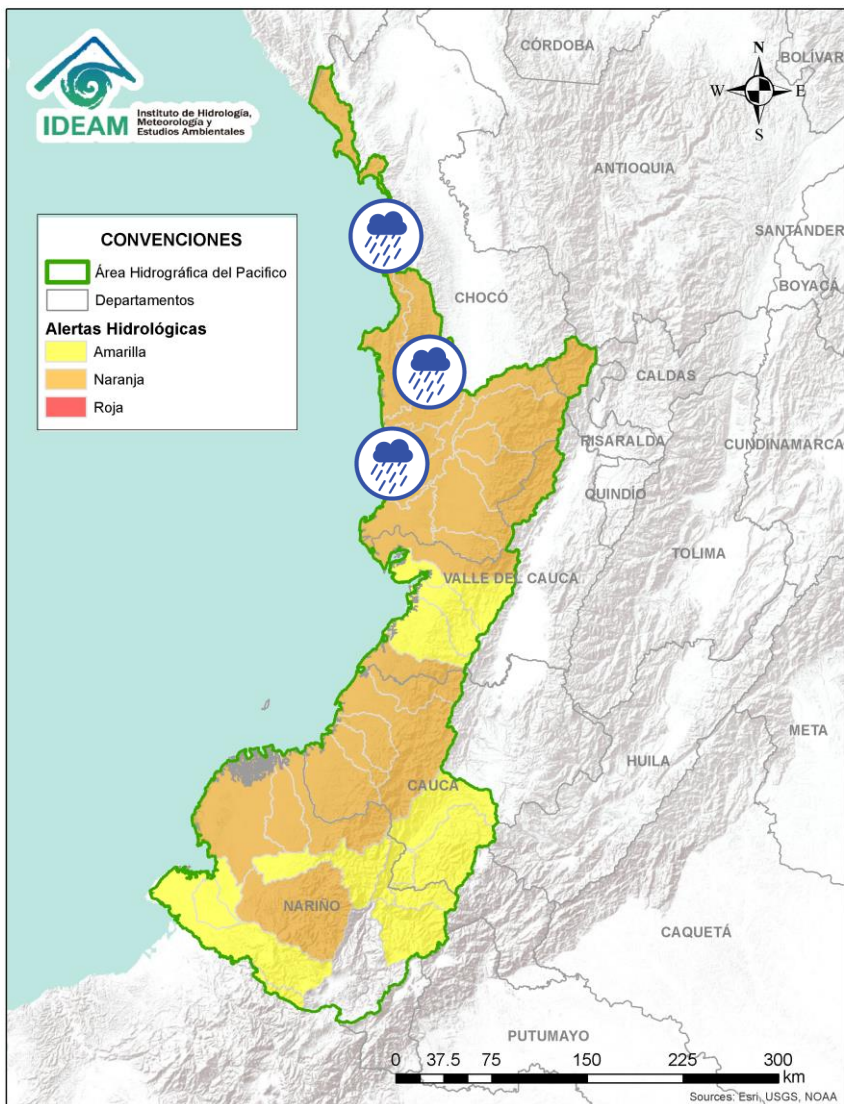 IDEAM
Instituto de Hidrología,
Meteorología y
Estudios Ambientales
CÓRDOBA
BOLÍVAR
N
W
E
S
ANTIOQUIA
SANTANDER
BOYACÁ
CONVENCIONES
Área Hidrográfica del Pacifico
Departamentos
Alertas Hidrológicas
Amarilla
Naranja
Roja
CHOCÓ
CALDAS
RISARALDA
CUNDINAMARCA
QUINDÍO
TOLIMA
VALLE DEL CAUCA
META
HUILA
CAUCA
NARIÑO
CAQUETÁ
PUTUMAYO
0 37.5 75 150 225 300
km
Sources: Esri, USGS, NOAA